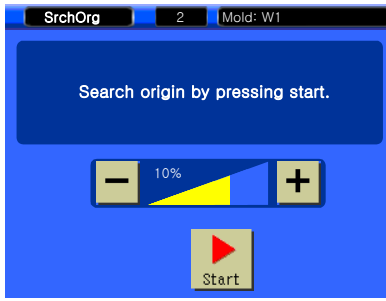 SrchOrg 2 Mold: W1
Search origin by pressing start.
10%
− +
Start